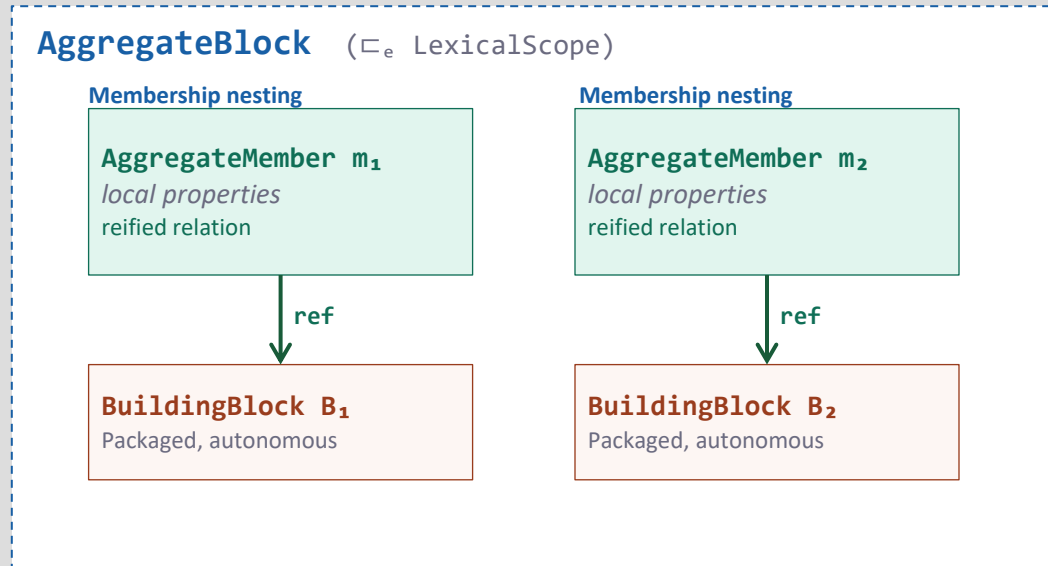 AggregateBlock (⊏ₑ LexicalScope)
Membership nesting
AggregateMember m₁
local properties
reified relation
ref
BuildingBlock B₁
Packaged, autonomous
Membership nesting
AggregateMember m₂
local properties
reified relation
ref
BuildingBlock B₂
Packaged, autonomous